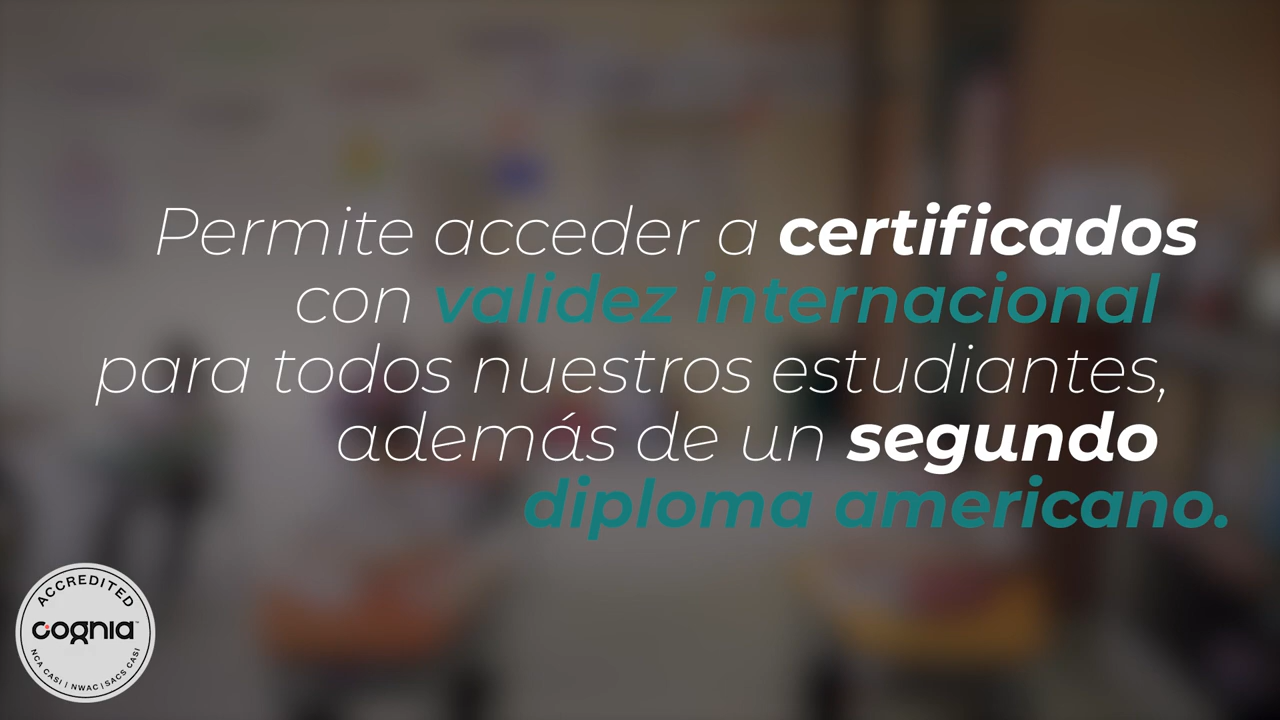 Permite acceder a certificados
con validez internacional
para todos nuestros estudiantes,
además de un segundo
diploma americano.
ACCREDITED
cognia™
NCA CASI | NWAC | SACS CASI